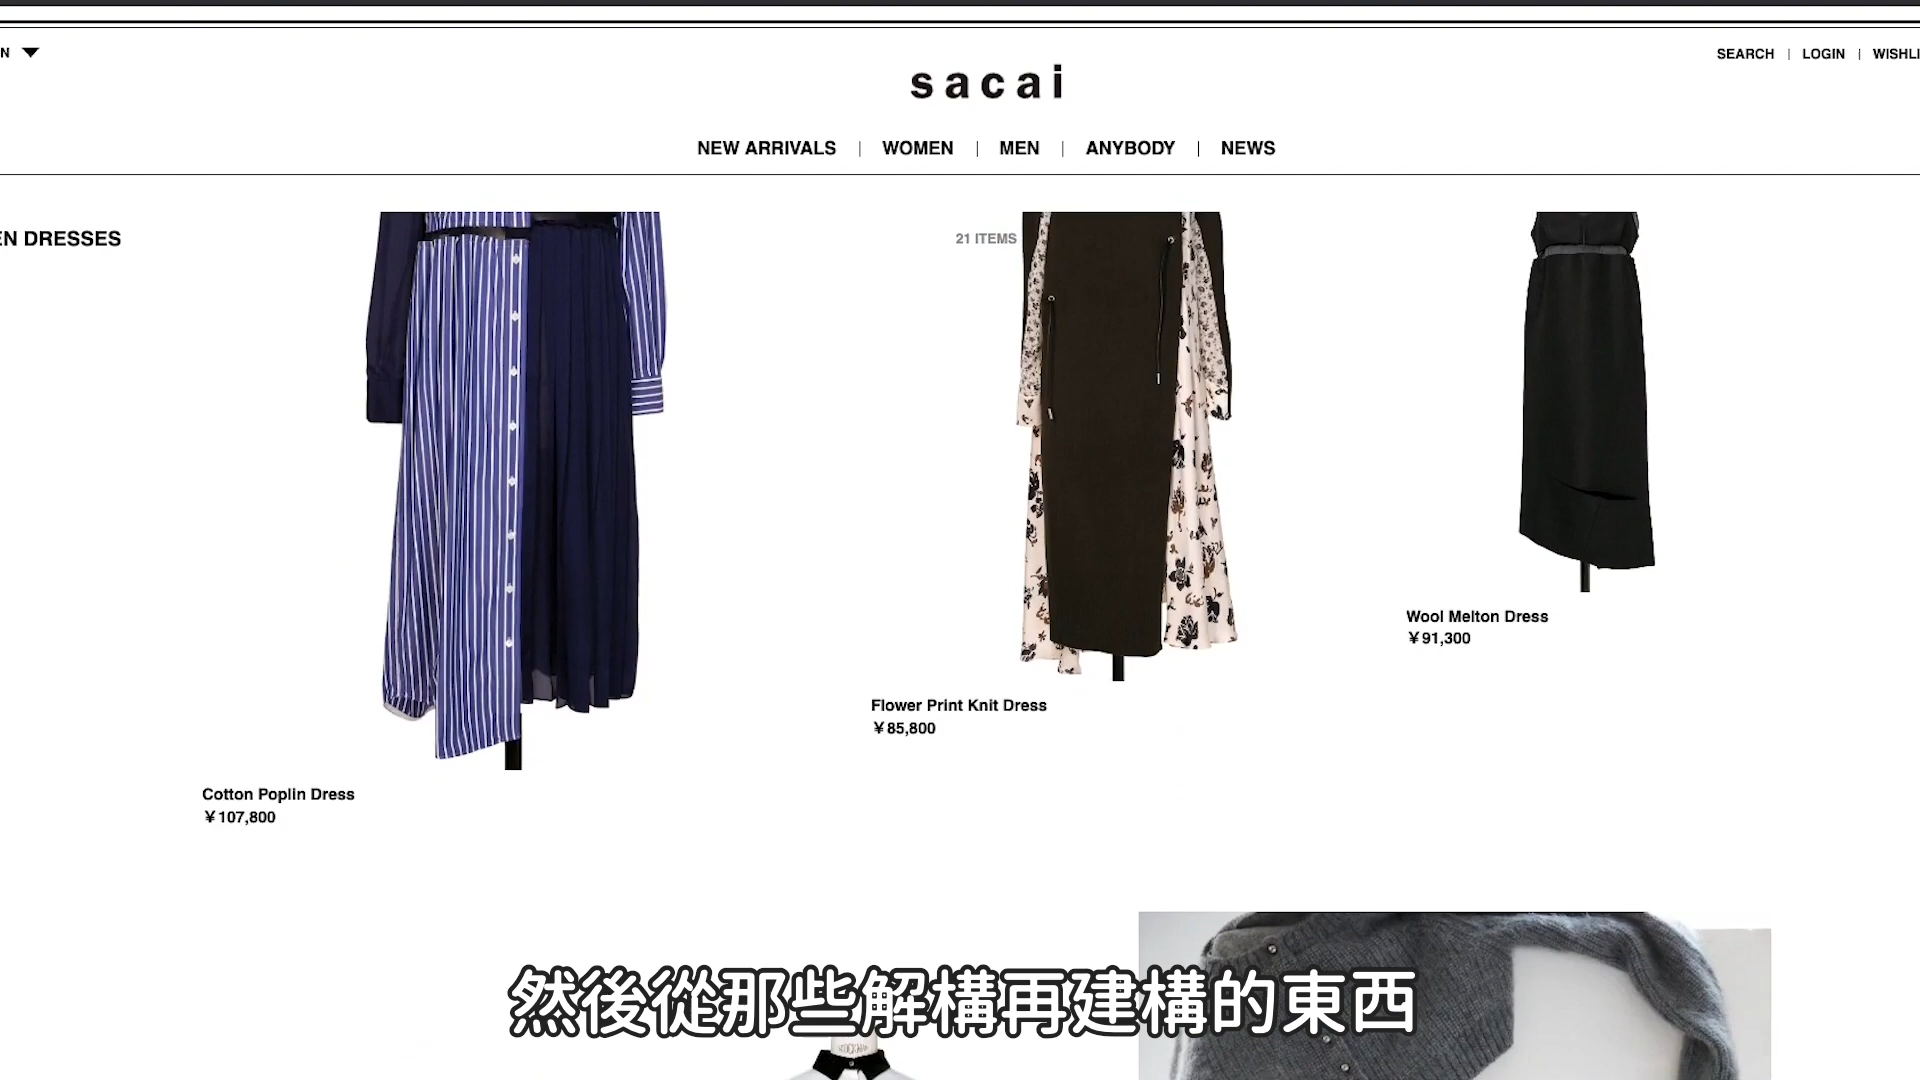 N
SEARCH | LOGIN | WISHLI
sacai
NEW ARRIVALS | WOMEN | MEN | ANYBODY | NEWS
EN DRESSES
21 ITEMS
Wool Melton Dress
¥91,300
Flower Print Knit Dress
¥85,800
Cotton Poplin Dress
¥107,800
然後從那些解構再建構的東西